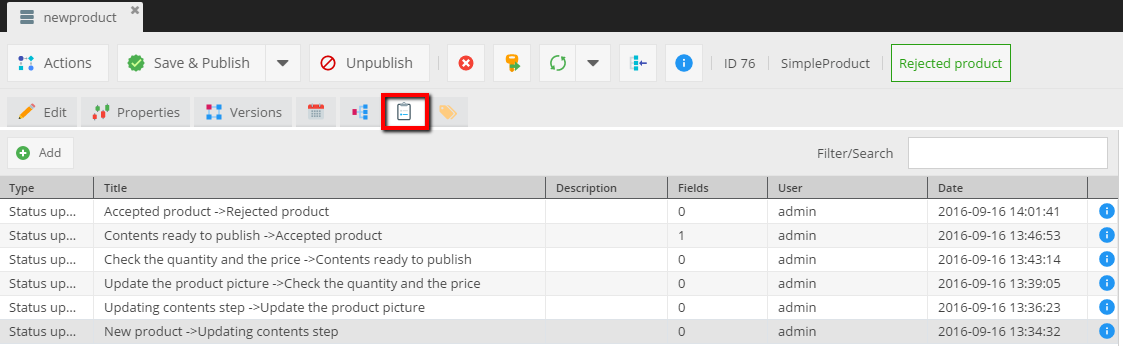 newproduct
Actions Save & Publish Unpublish ID 76 SimpleProduct Rejected product
Edit Properties Versions
Add Filter/Search
Type Title Description Fields User Date
Status up... Accepted product ->Rejected product 0 admin 2016-09-16 14:01:41
Status up... Contents ready to publish ->Accepted product 1 admin 2016-09-16 13:46:53
Status up... Check the quantity and the price ->Contents ready to publish 0 admin 2016-09-16 13:43:14
Status up... Update the product picture ->Check the quantity and the price 0 admin 2016-09-16 13:39:05
Status up... Updating contents step ->Update the product picture 0 admin 2016-09-16 13:36:23
Status up... New product ->Updating contents step 0 admin 2016-09-16 13:34:32